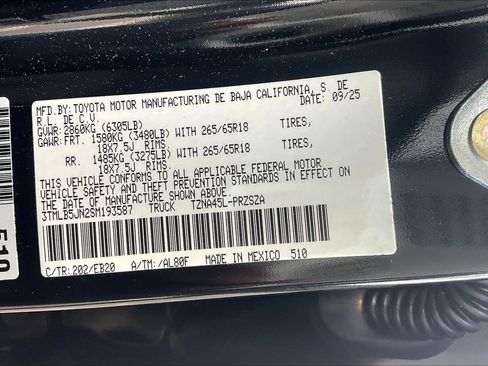 MFD.BY:TOYOTA MOTOR MANUFACTURING DE BAJA CALIFORNIA, S. DE
R.L. DE C.V. DATE: 09/25
GVWR: 2860KG (6305LB)
GAWR:FRT. 1580KG (3480LB) WITH 265/65R18 TIRES,
18X7.5J RIMS
RR. 1485KG (3275LB) WITH 265/65R18 TIRES,
18X7.5J RIMS
THIS VEHICLE CONFORMS TO ALL APPLICABLE FEDERAL MOTOR
VEHICLE SAFETY AND THEFT PREVENTION STANDARDS IN EFFECT ON
THE DATE OF MANUFACTURE SHOWN ABOVE.
3TMLB5JN2SM193587 TRUCK TZNA45L-PRZSZA
C/TR:202/EB20 A/TM:/AL80F MADE IN MEXICO 510
510